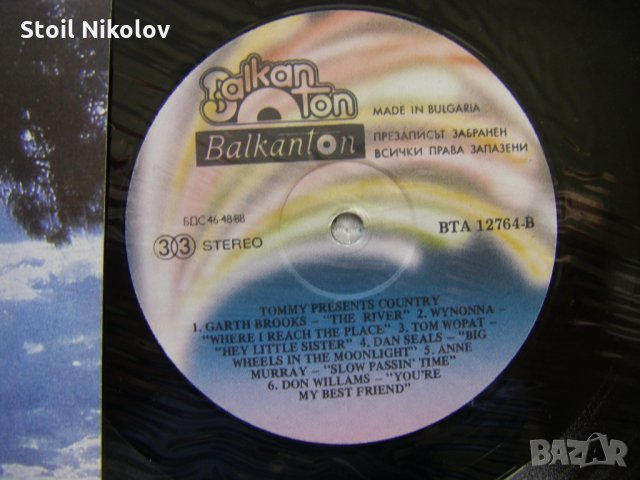 Stoil Nikolov
Balkan
ton
Balkanton
MADE IN BULGARIA
ПРЕЗАПИСЪТ ЗАБРАНЕН
ВСИЧКИ ПРАВА ЗАПАЗЕНИ
БДС 46-48-88
33 STEREO
ВТА 12764-В
TOMMY PRESENTS COUNTRY
1. GARTH BROOKS – "THE RIVER" 2. WYNONNA –
"WHERE I REACH THE PLACE" 3. TOM WOPAT –
"HEY LITTLE SISTER" 4. DAN SEALS – "BIG
WHEELS IN THE MOONLIGHT" 5. ANNE
MURRAY – "SLOW PASSIN' TIME"
6. DON WILLAMS – "YOU'RE
MY BEST FRIEND"
BAZAR